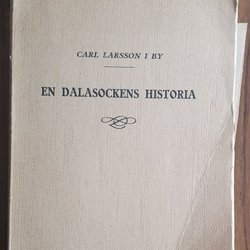 CARL LARSSON I BY
EN DALASOCKENS HISTORIA